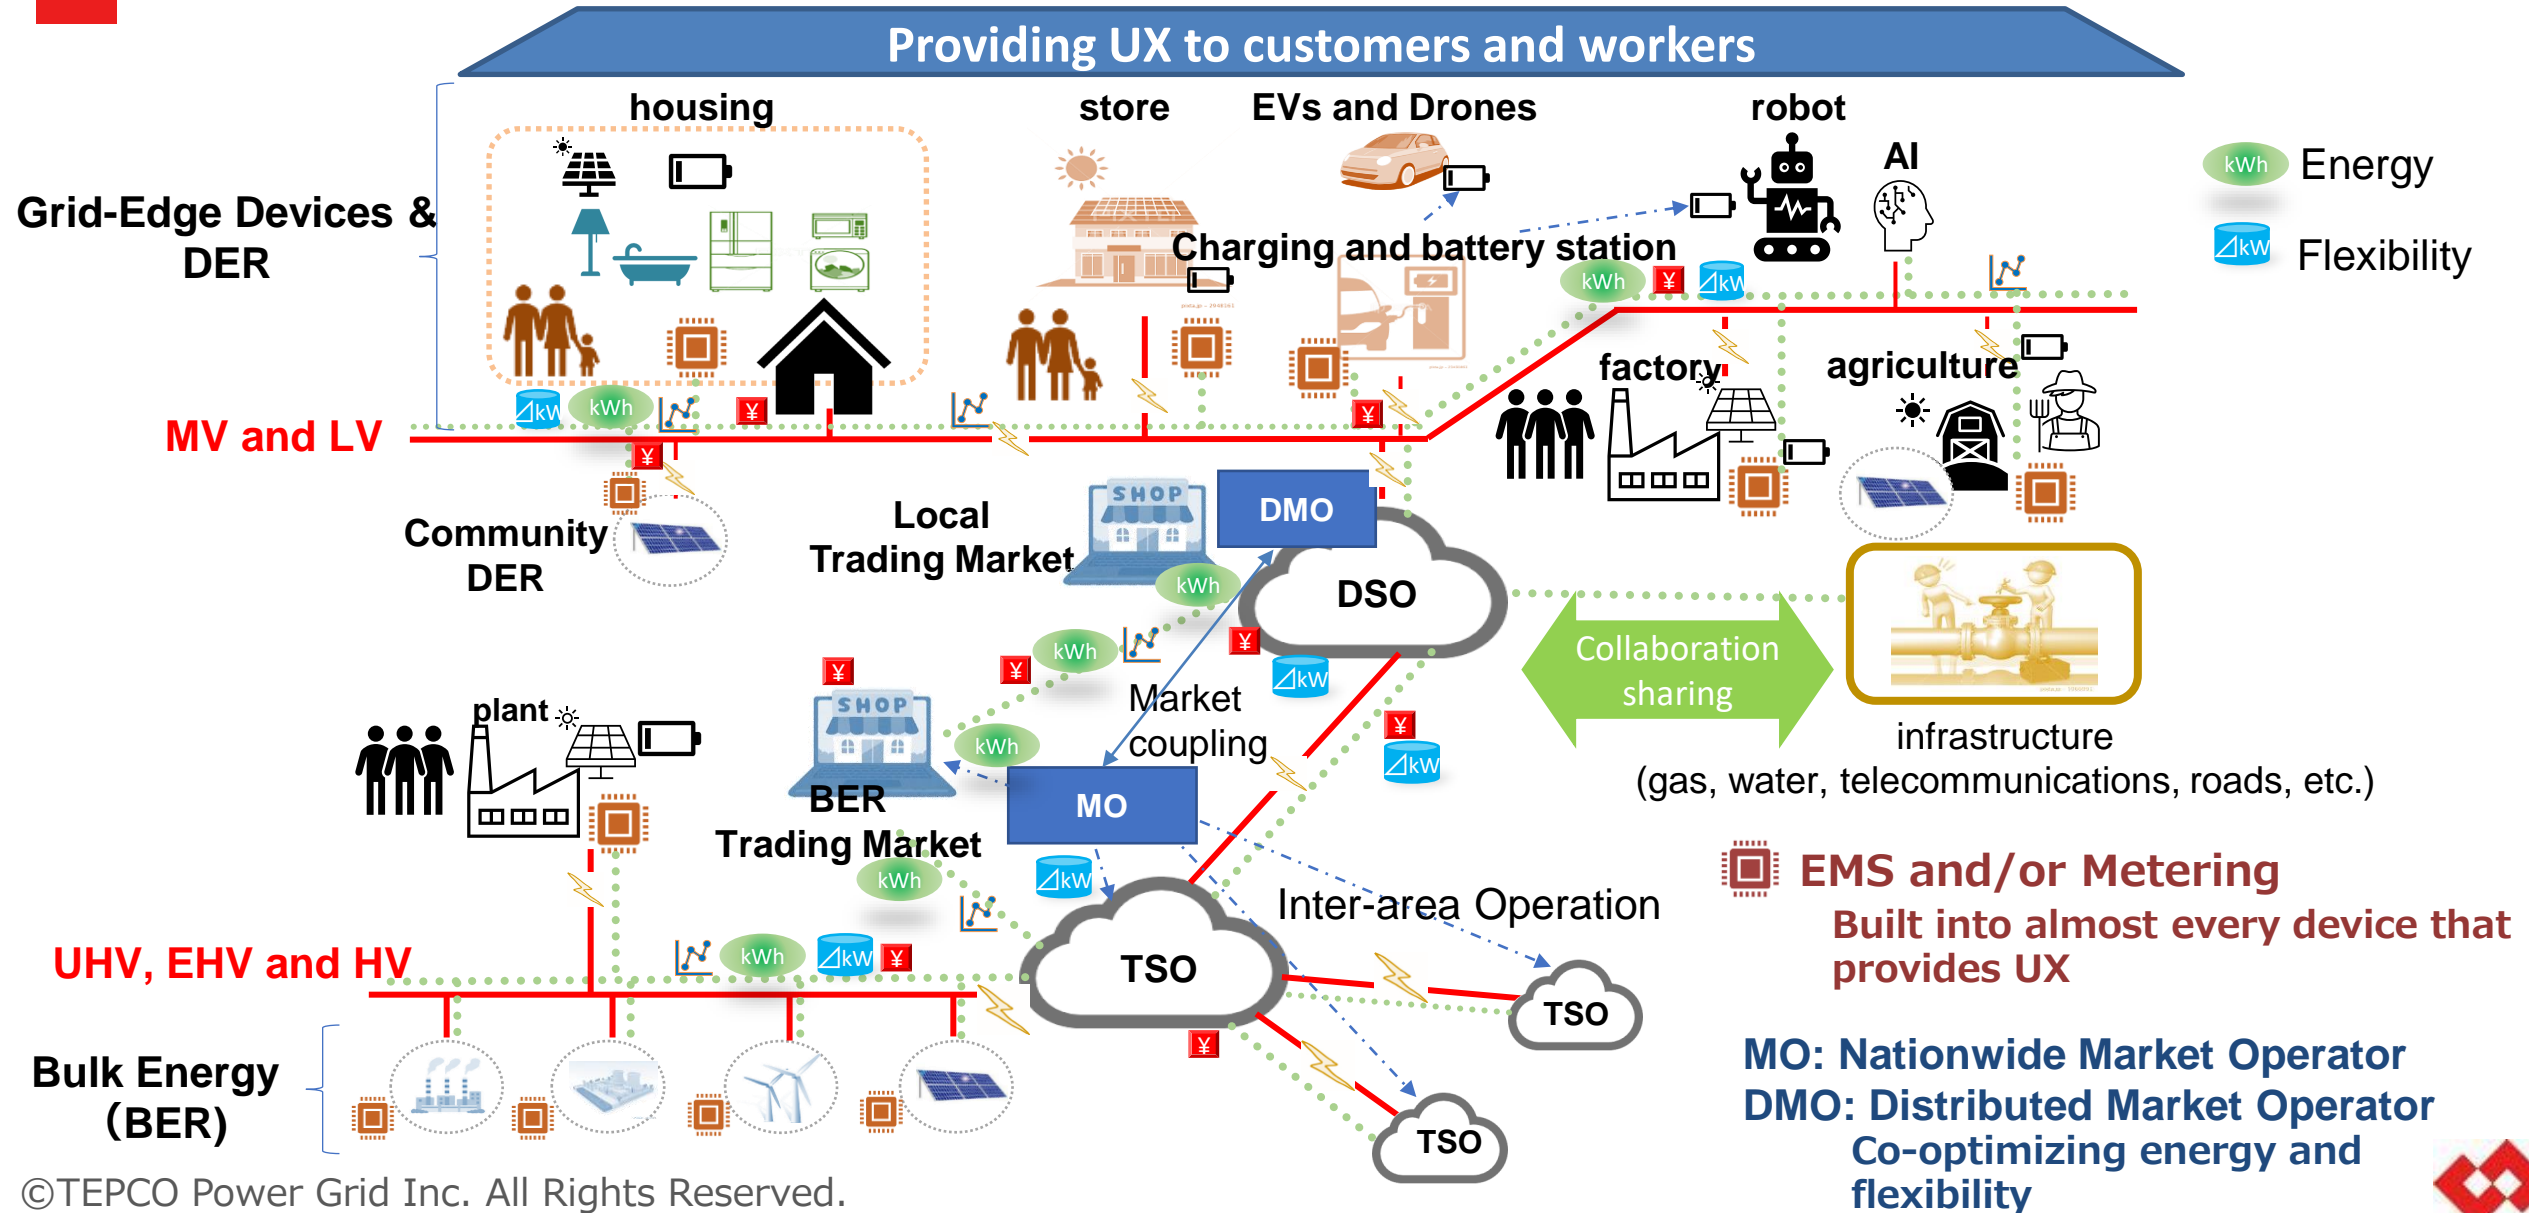 Providing UX to customers and workers
housing
store
EVs and Drones
robot
AI
kWh Energy
⊿kW Flexibility
Grid-Edge Devices &
DER
Charging and battery station
kWh ¥ ⊿kW
factory
agriculture
⊿kW kWh ¥ ¥
MV and LV
¥
Community
DER
Local
Trading Market
SHOP
DMO
DSO
kWh
kWh
¥
¥
⊿kW
¥
Collaboration
sharing
Market
coupling
¥
⊿kW
SHOP
kWh
BER
Trading Market
MO
plant
infrastructure
(gas, water, telecommunications, roads, etc.)
kWh
⊿kW
EMS and/or Metering
Built into almost every device that
provides UX
Inter-area Operation
UHV, EHV and HV
kWh ⊿kW ¥
TSO
TSO
TSO
¥
Bulk Energy
(BER)
MO: Nationwide Market Operator
DMO: Distributed Market Operator
Co-optimizing energy and
flexibility
©TEPCO Power Grid Inc. All Rights Reserved.